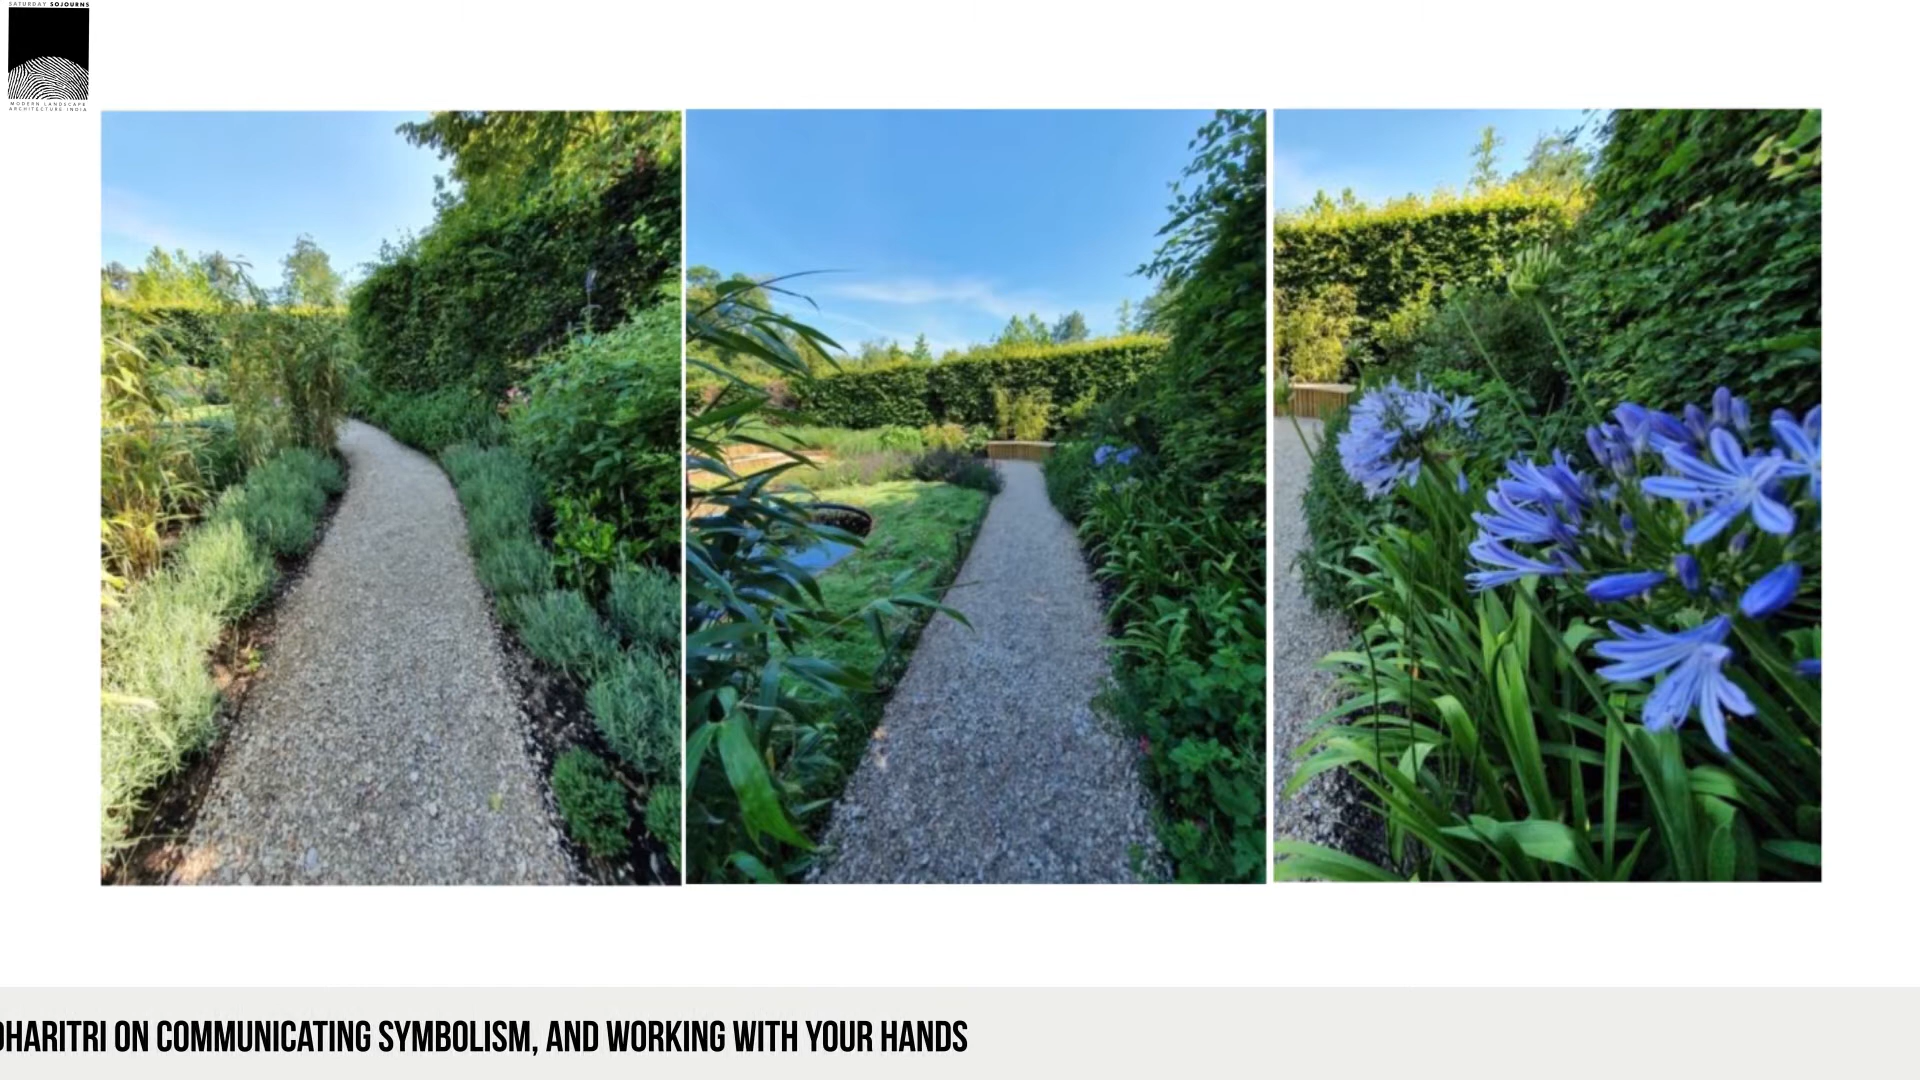 SATURDAY SOJOURNS
MODERN LANDSCAPE
ARCHITECTURE INDIA
DHARITRI ON COMMUNICATING SYMBOLISM, AND WORKING WITH YOUR HANDS